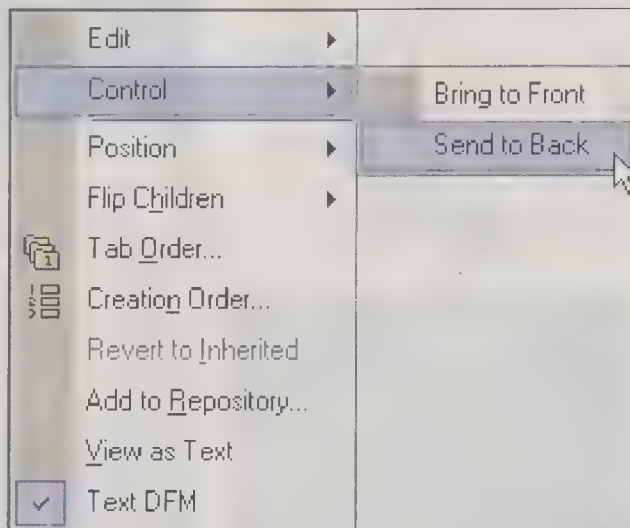 Edit
Control
Bring to Front
Position
Send to Back
Flip Children
Tab Order...
Creation Order...
Revert to Inherited
Add to Repository...
View as Text
Text DFM